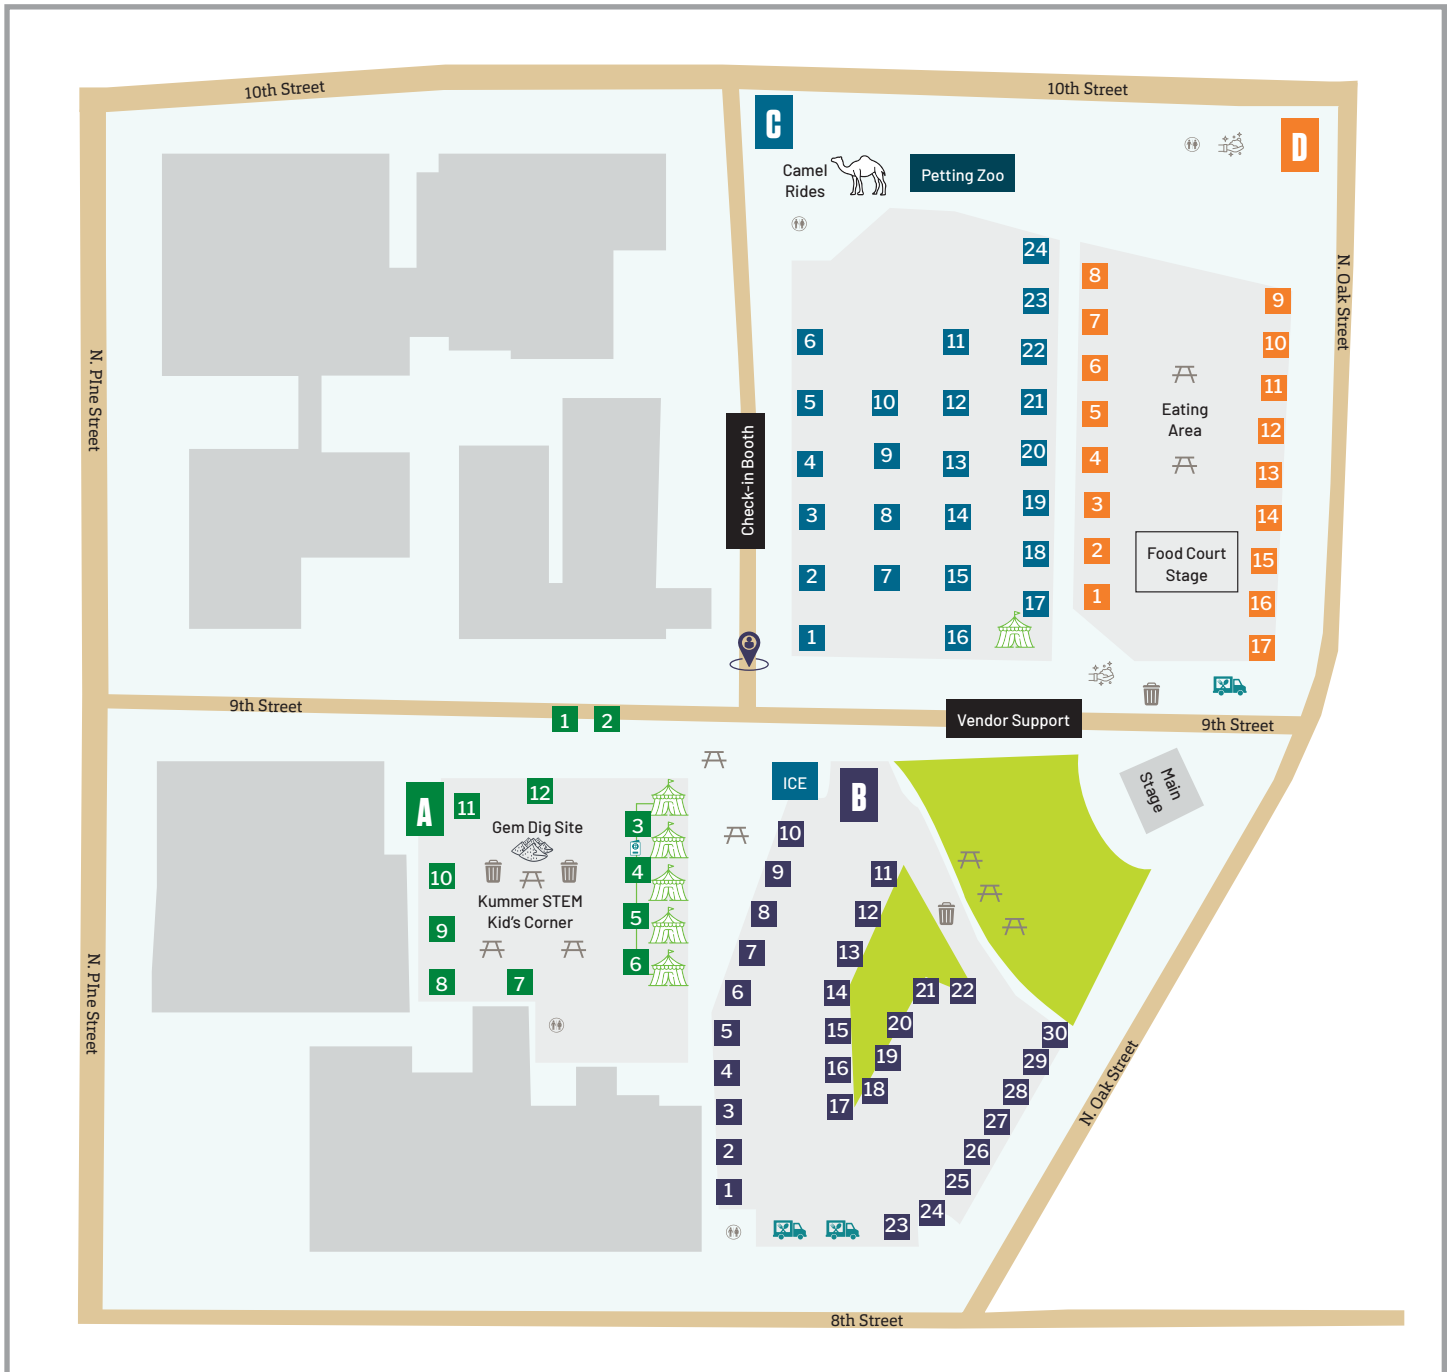 10th Street
10th Street
C
D
Camel
Rides
Petting Zoo
N. Oak Street
N. PIne Street
Check-in Booth
24
23
22
21
20
19
18
17
6
5
4
3
2
1
10
9
8
7
11
12
13
14
15
16
8
7
6
5
4
3
2
1
9
10
11
12
13
14
15
16
17
Eating
Area
Food Court
Stage
9th Street
1
2
Vendor Support
9th Street
Main
Stage
A
11
12
Gem Dig Site
3
4
5
6
10
9
8
7
Kummer STEM
Kid's Corner
ICE
B
10
9
8
7
6
5
4
3
2
1
11
12
13
14
15
16
17
18
19
20
21
22
23
24
25
26
27
28
29
30
N. PIne Street
N. Oak Street
8th Street